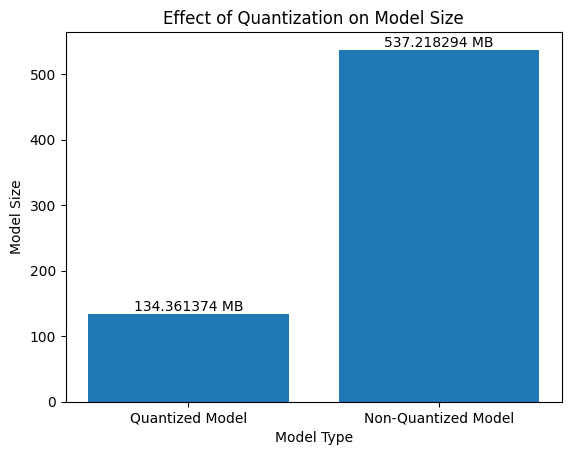 Effect of Quantization on Model Size
537.218294 MB
500
400
Model Size
300
200
134.361374 MB
100
0
Quantized Model
Non-Quantized Model
Model Type